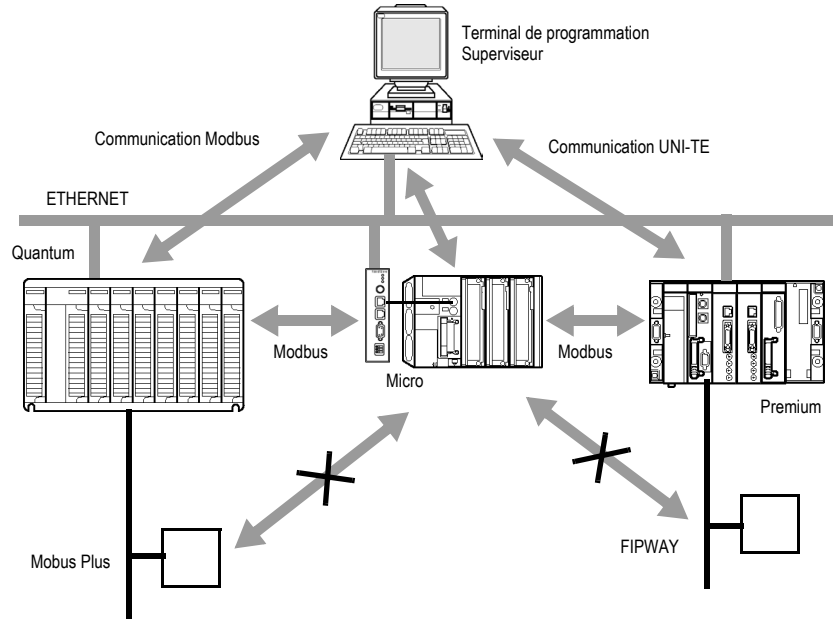 Terminal de programmation
Superviseur
Communication Modbus
Communication UNI-TE
ETHERNET
Quantum
Modbus
Modbus
Micro
Premium
Mobus Plus
FIPWAY